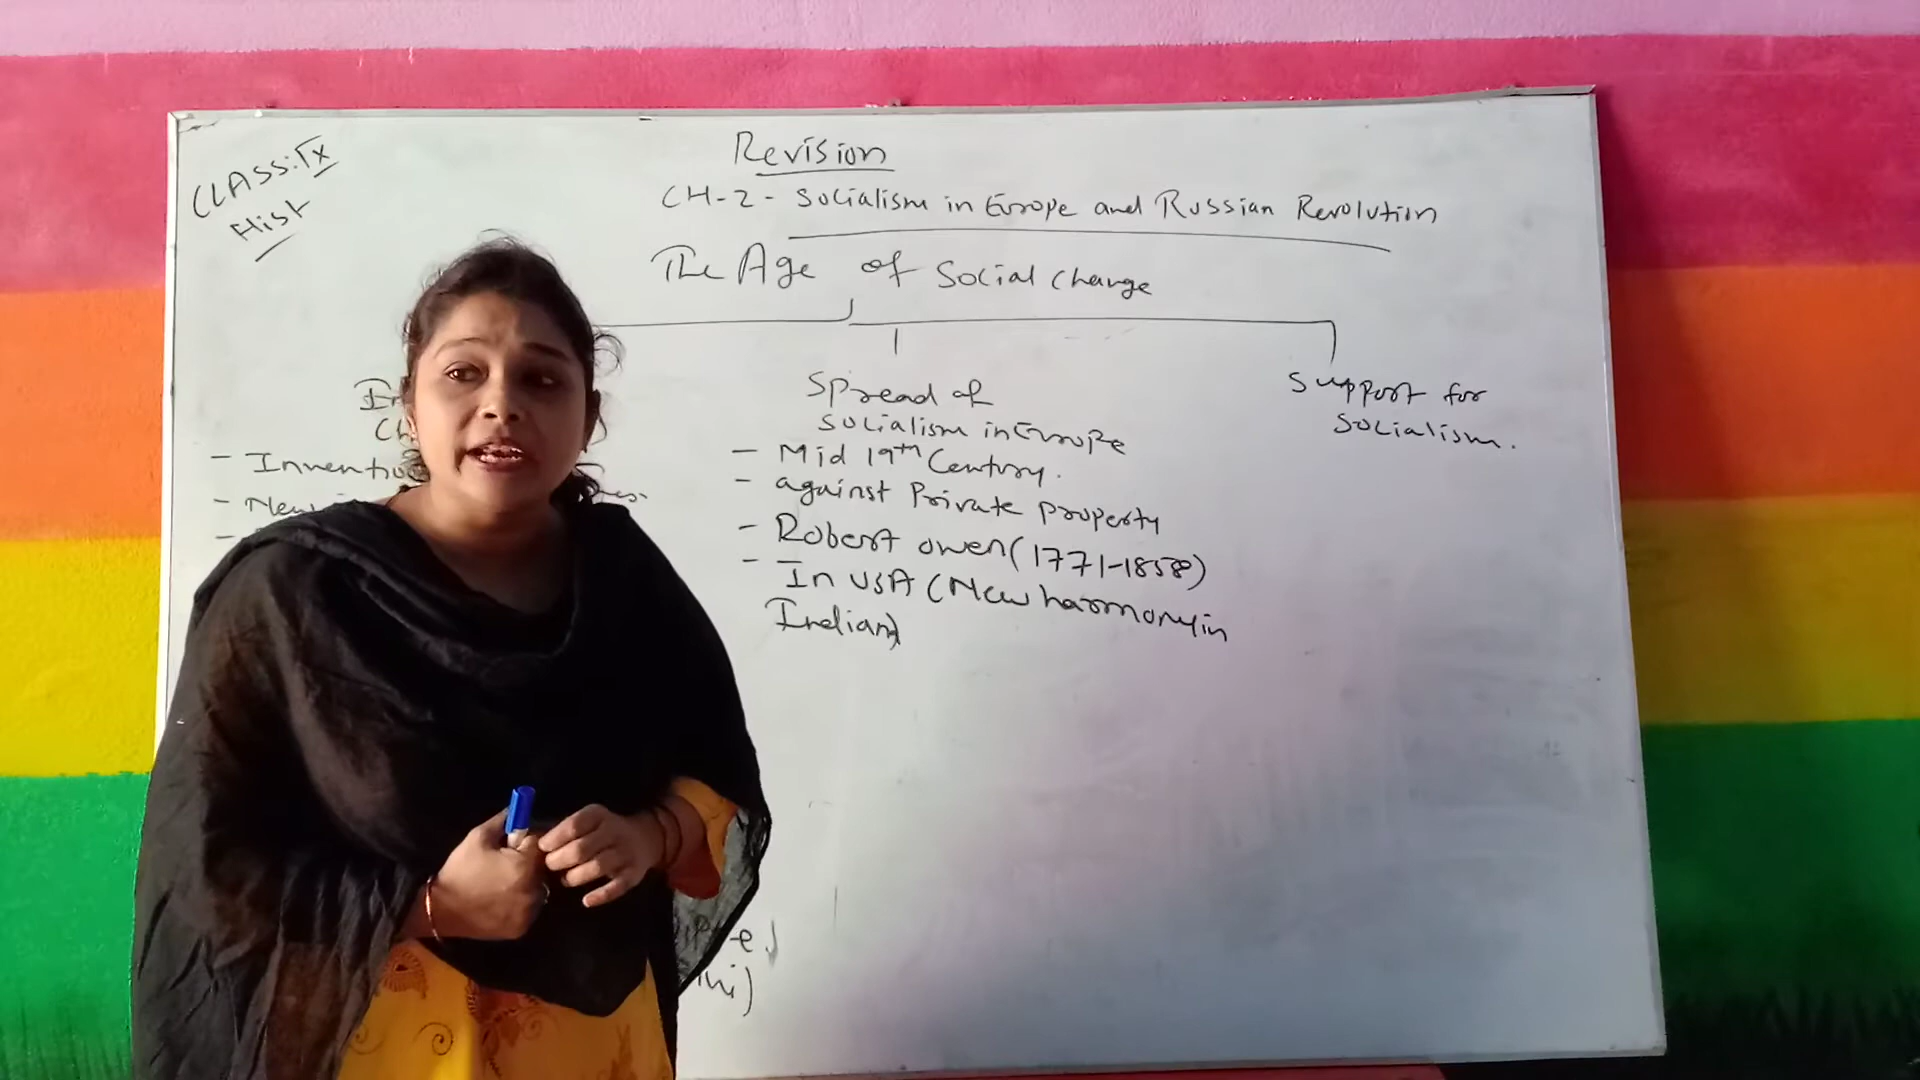 CLASS: IX
Hist
Revision
CH-2- Socialism in Europe and Russian Revolution
The Age of Social Change
Spread of
Socialism in Europe
- Mid 19th Century.
- against Private property
- Robert owen (1771-1858)
- In USA (New harmony in
Indiana)
Support for
Socialism.